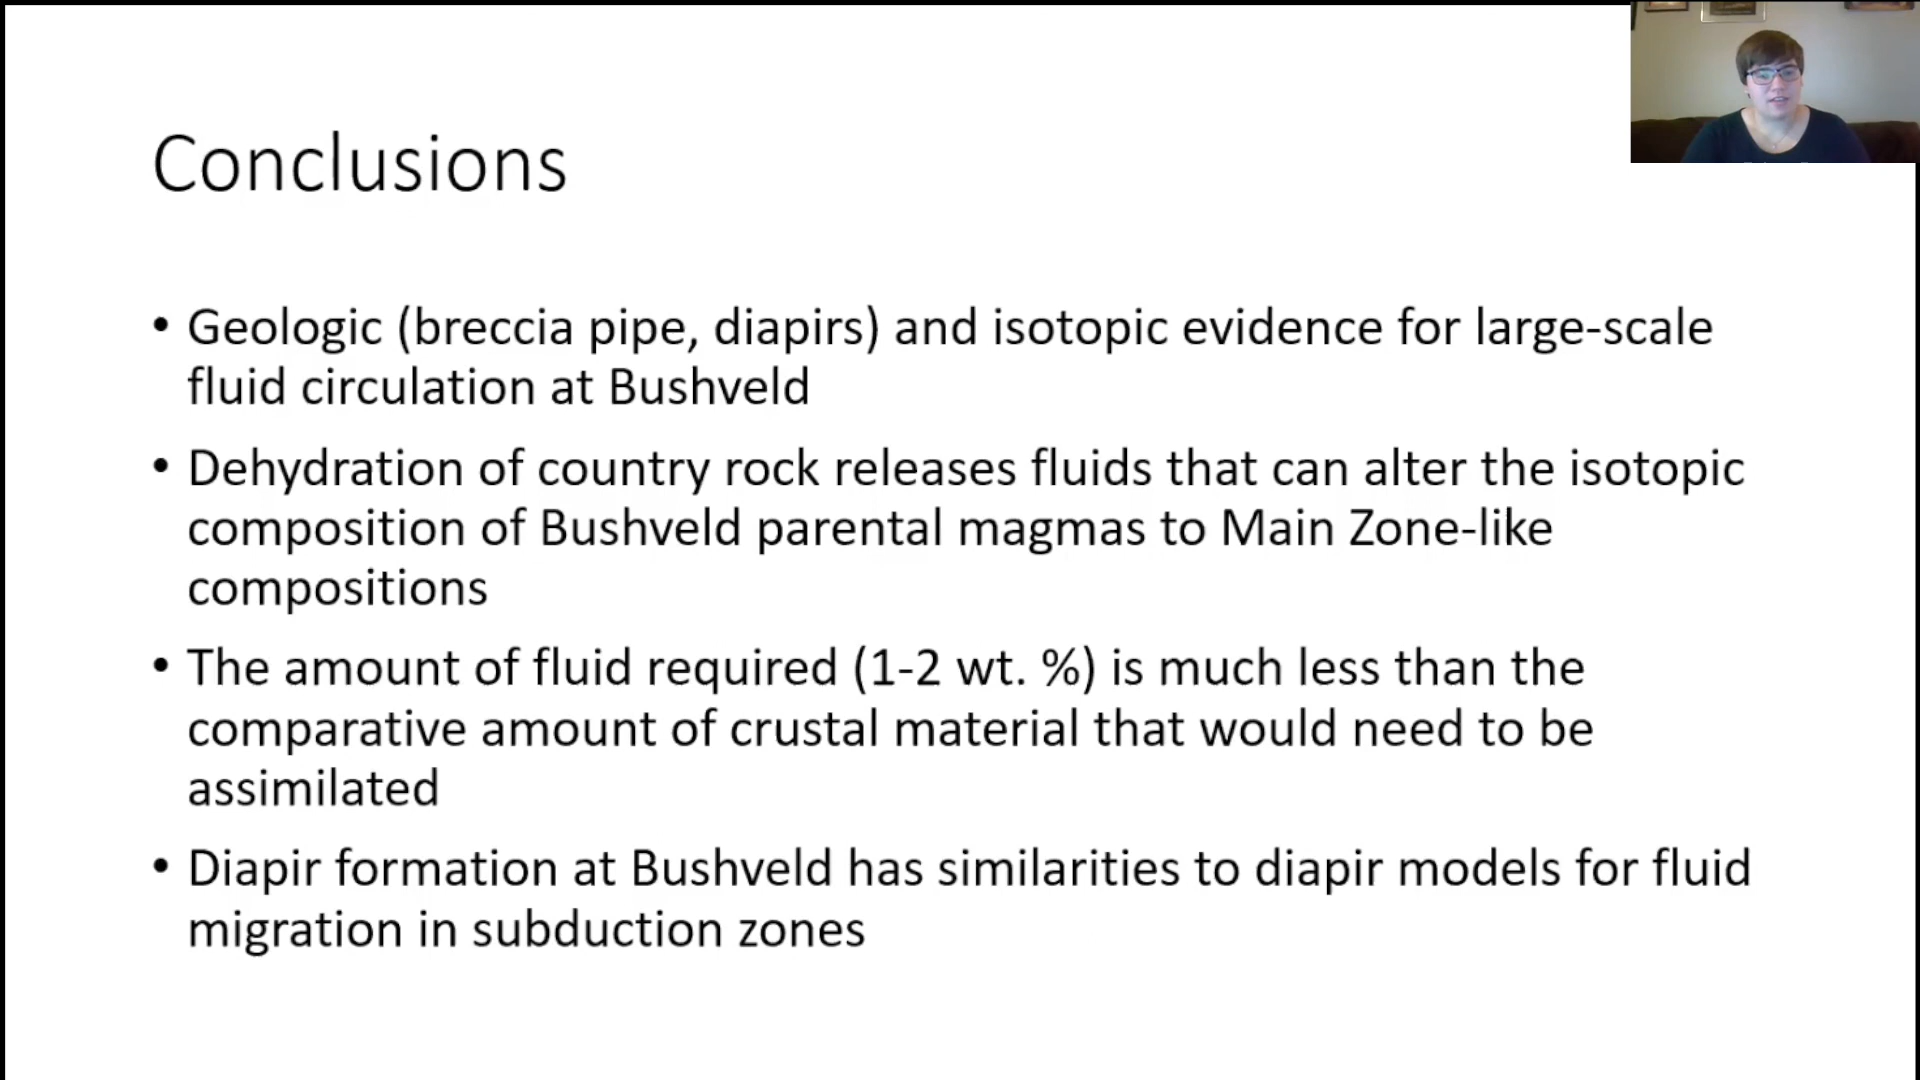 Conclusions
• Geologic (breccia pipe, diapirs) and isotopic evidence for large-scale
fluid circulation at Bushveld
• Dehydration of country rock releases fluids that can alter the isotopic
composition of Bushveld parental magmas to Main Zone-like
compositions
• The amount of fluid required (1-2 wt. %) is much less than the
comparative amount of crustal material that would need to be
assimilated
• Diapir formation at Bushveld has similarities to diapir models for fluid
migration in subduction zones